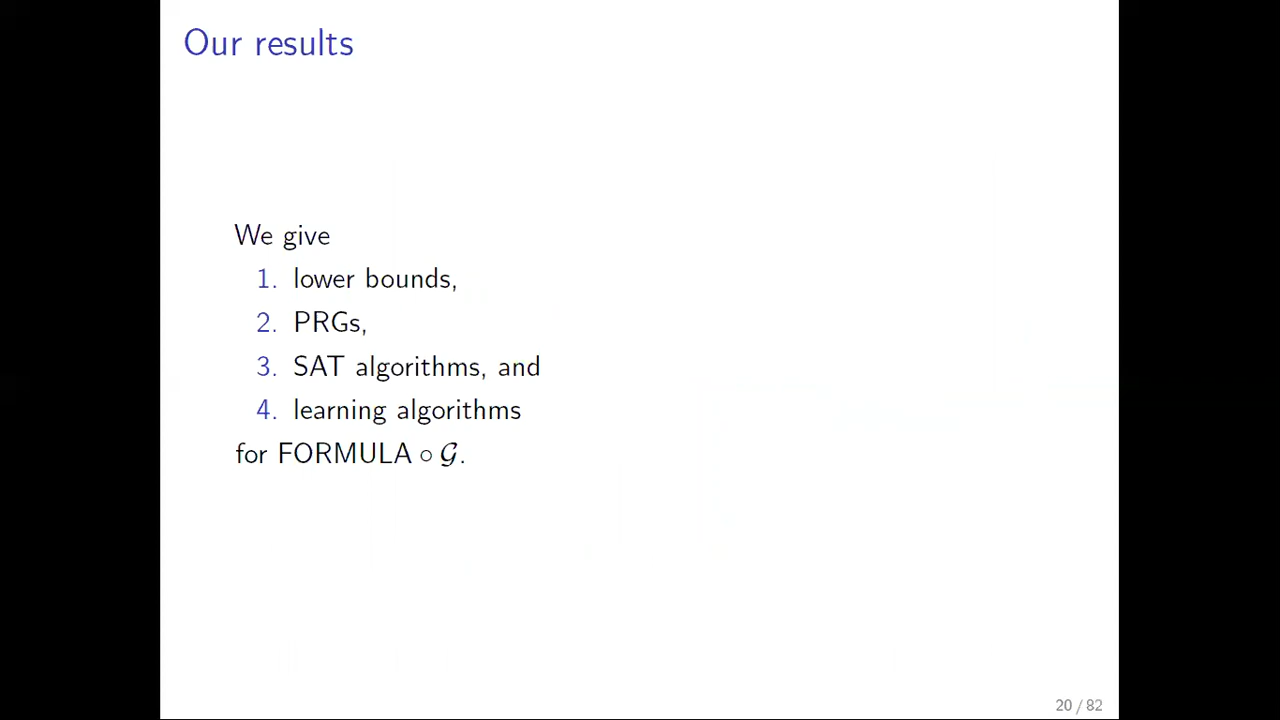 Our results
We give
1. lower bounds,
2. PRGs,
3. SAT algorithms, and
4. learning algorithms
for FORMULA ∘ 𝒢.
20 / 82